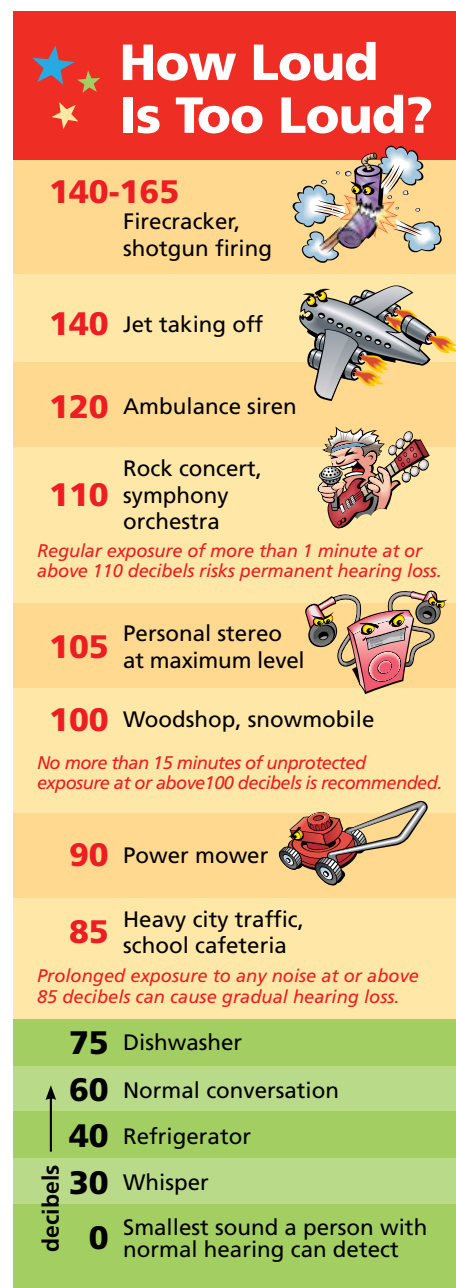 How Loud
Is Too Loud?
140-165
Firecracker,
shotgun firing
140 Jet taking off
120 Ambulance siren
110 Rock concert,
symphony
orchestra
Regular exposure of more than 1 minute at or
above 110 decibels risks permanent hearing loss.
105 Personal stereo
at maximum level
100 Woodshop, snowmobile
No more than 15 minutes of unprotected
exposure at or above100 decibels is recommended.
90 Power mower
85 Heavy city traffic,
school cafeteria
Prolonged exposure to any noise at or above
85 decibels can cause gradual hearing loss.
75 Dishwasher
60 Normal conversation
40 Refrigerator
30 Whisper
0 Smallest sound a person with
normal hearing can detect
decibels